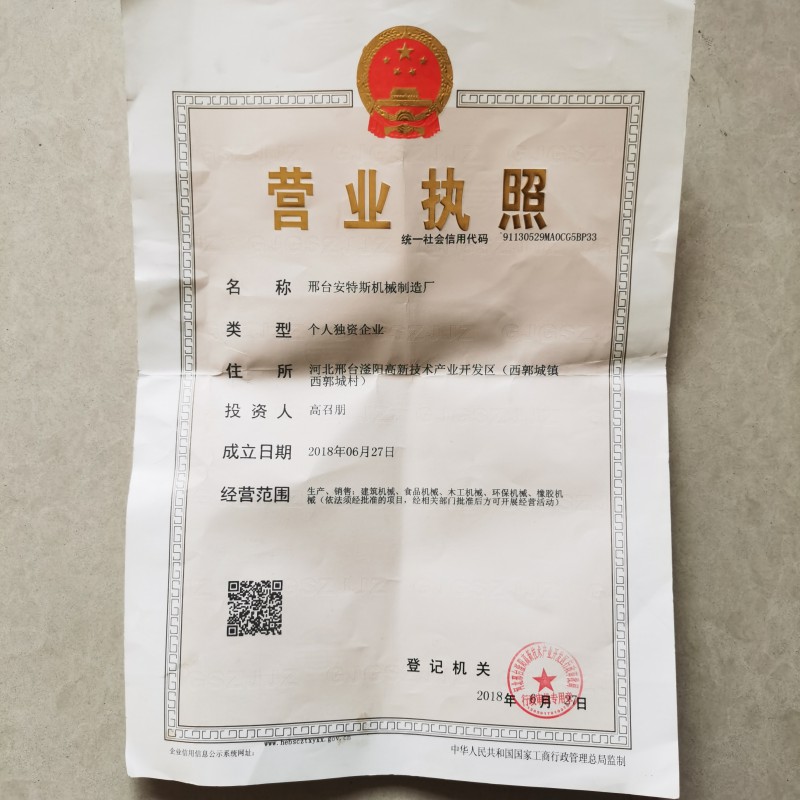 营业执照
统一社会信用代码 91130529MA0CG5BP33
名称 邢台安特斯机械制造厂
类型 个人独资企业
住所 河北邢台滏阳高新技术产业开发区（西郭城镇
西郭城村）
投资人 高召朋
成立日期 2018年06月27日
经营范围 生产、销售：建筑机械、食品机械、木工机械、环保机械、橡胶机
械（依法须经批准的项目，经相关部门批准后方可开展经营活动）
登记机关
2018年 6月 27日
企业信用信息公示系统网址：
中华人民共和国国家工商行政管理总局监制